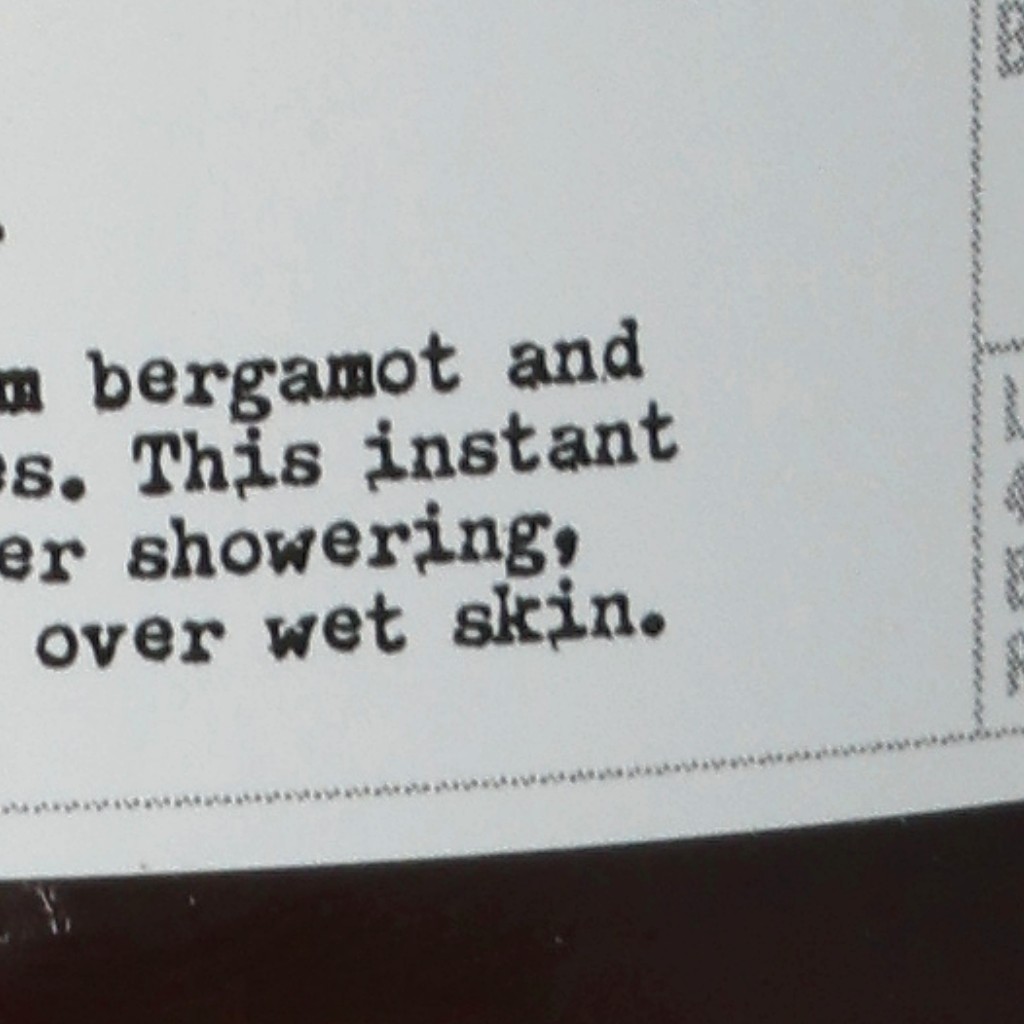 bergamot and
This instant
showering,
over wet skin.